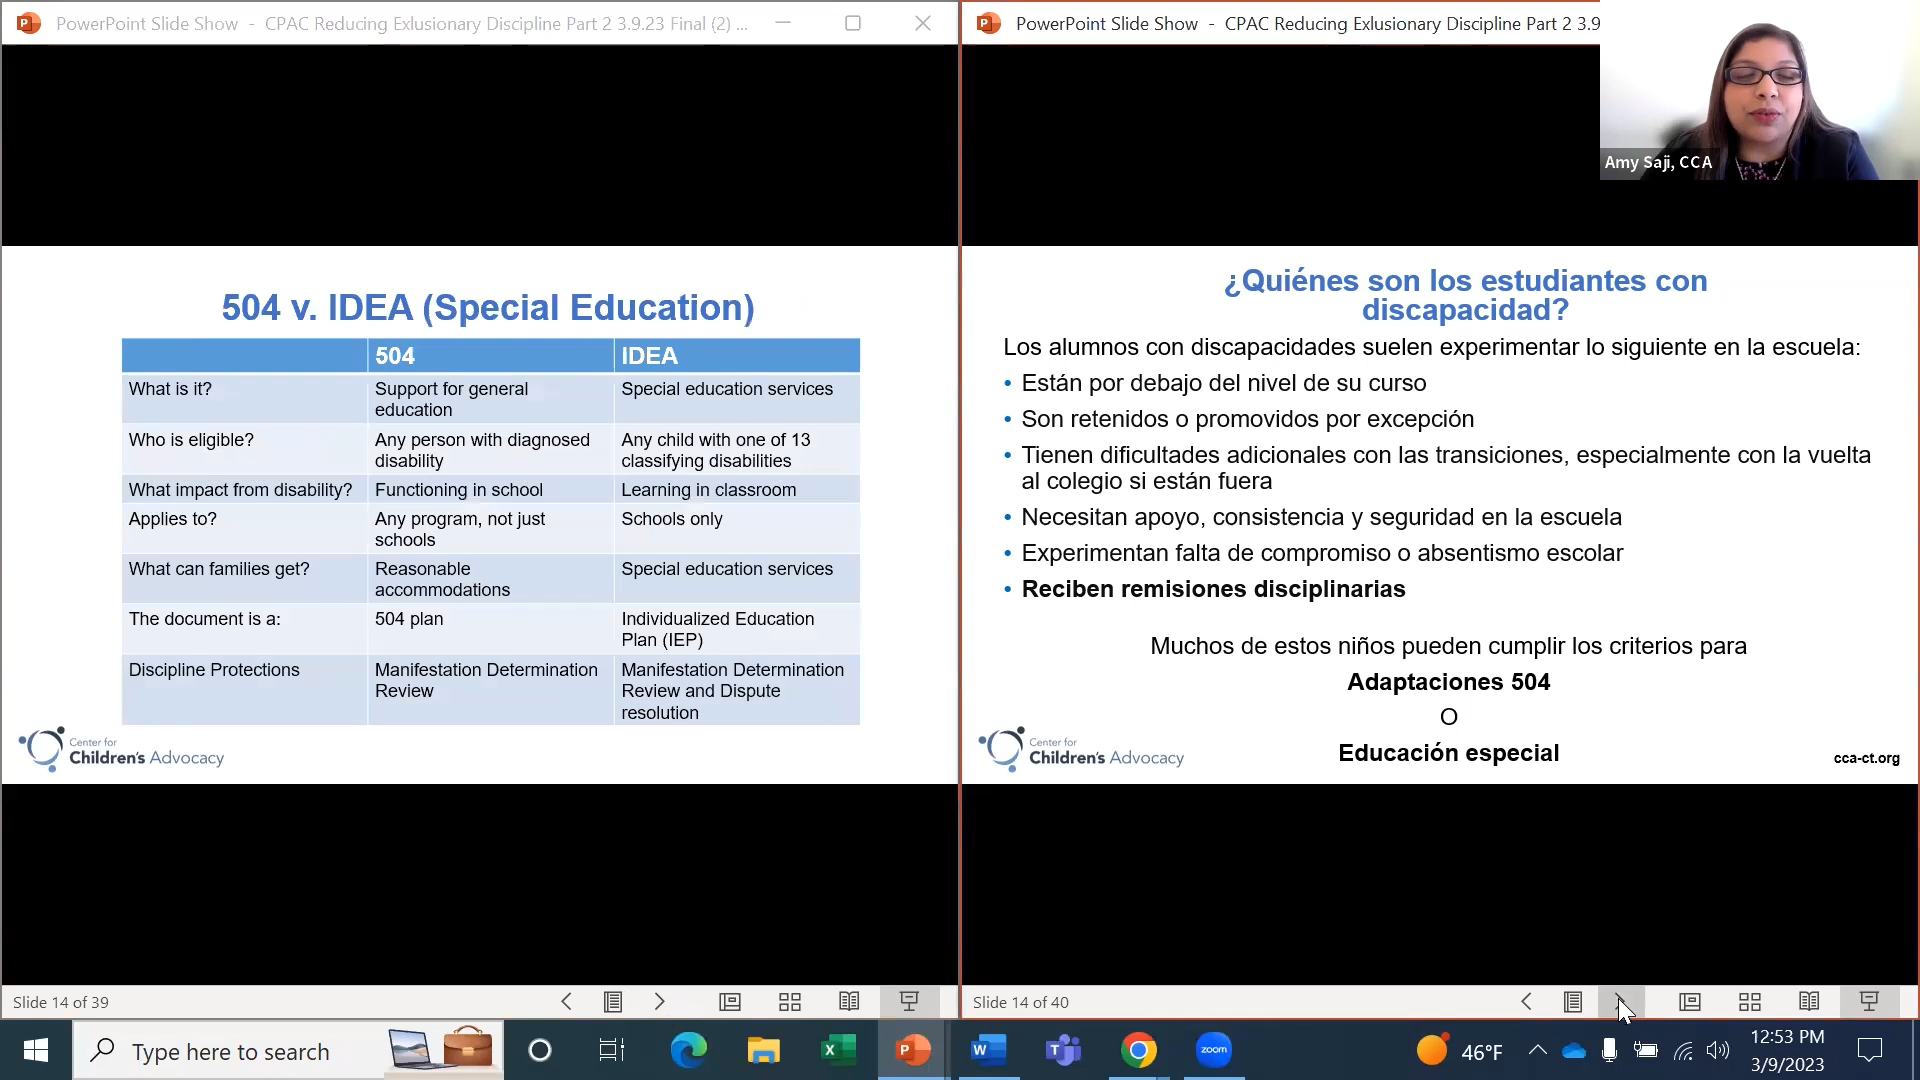 PowerPoint Slide Show - CPAC Reducing Exlusionary Discipline Part 2 3.9.23 Final (2) ...
504 v. IDEA (Special Education)
504 IDEA
What is it? Support for general education Special education services
Who is eligible? Any person with diagnosed disability Any child with one of 13 classifying disabilities
What impact from disability? Functioning in school Learning in classroom
Applies to? Any program, not just schools Schools only
What can families get? Reasonable accommodations Special education services
The document is a: 504 plan Individualized Education Plan (IEP)
Discipline Protections Manifestation Determination Review Manifestation Determination Review and Dispute resolution
Center for
Children's Advocacy
Slide 14 of 39
PowerPoint Slide Show - CPAC Reducing Exlusionary Discipline Part 2 3.9
Amy Saji, CCA
¿Quiénes son los estudiantes con
discapacidad?
Los alumnos con discapacidades suelen experimentar lo siguiente en la escuela:
• Están por debajo del nivel de su curso
• Son retenidos o promovidos por excepción
• Tienen dificultades adicionales con las transiciones, especialmente con la vuelta
al colegio si están fuera
• Necesitan apoyo, consistencia y seguridad en la escuela
• Experimentan falta de compromiso o absentismo escolar
• Reciben remisiones disciplinarias
Muchos de estos niños pueden cumplir los criterios para
Adaptaciones 504
O
Educación especial
Center for
Children's Advocacy
cca-ct.org
Slide 14 of 40
Type here to search
zoom
46°F
12:53 PM
3/9/2023